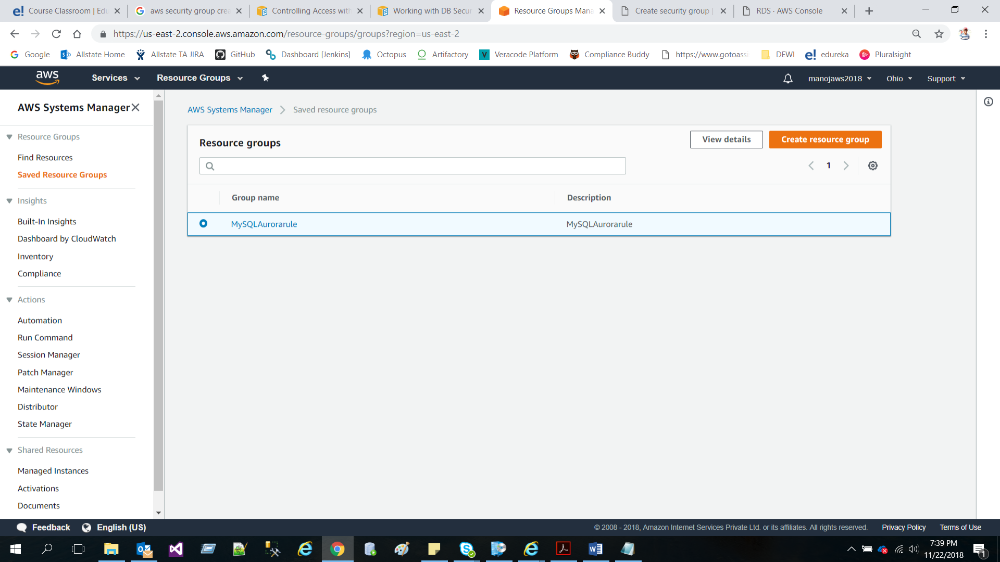 Course Classroom | Edu
aws security group crea
Controlling Access with
Working with DB Secur
Resource Groups Mana
Create security group |
RDS · AWS Console
https://us-east-2.console.aws.amazon.com/resource-groups/groups?region=us-east-2
Google
Allstate Home
Allstate TA JIRA
GitHub
Dashboard [Jenkins]
Octopus
Artifactory
Veracode Platform
Compliance Buddy
https://www.gotoassi
DEWI
edureka
Pluralsight
aws
Services
Resource Groups
manojaws2018
Ohio
Support
AWS Systems Manager
Resource Groups
Find Resources
Saved Resource Groups
Insights
Built-In Insights
Dashboard by CloudWatch
Inventory
Compliance
Actions
Automation
Run Command
Session Manager
Patch Manager
Maintenance Windows
Distributor
State Manager
Shared Resources
Managed Instances
Activations
Documents
AWS Systems Manager
Saved resource groups
Resource groups
View details
Create resource group
1
Group name
Description
MySQLAurorarule
MySQLAurorarule
Feedback
English (US)
© 2008 - 2018, Amazon Internet Services Private Ltd. or its affiliates. All rights reserved.
Privacy Policy
Terms of Use
7:39 PM
11/22/2018
1